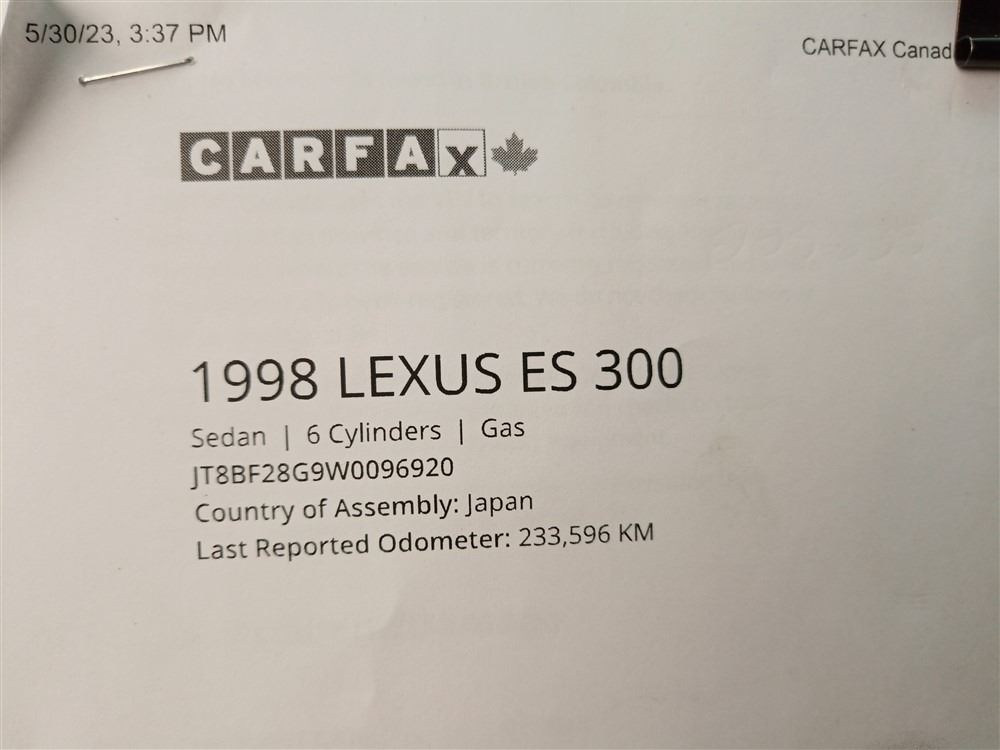 5/30/23, 3:37 PM
CARFAX Canad
CARFAX
1998 LEXUS ES 300
Sedan | 6 Cylinders | Gas
JT8BF28G9W0096920
Country of Assembly: Japan
Last Reported Odometer: 233,596 KM